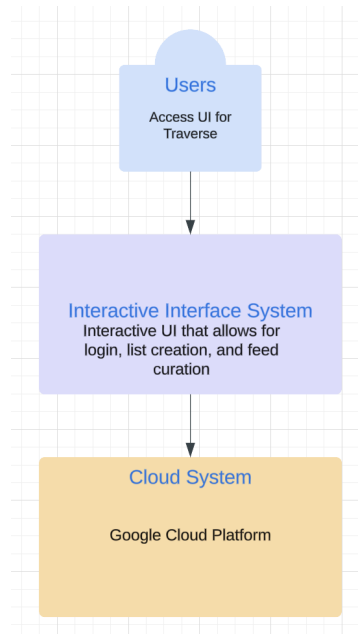 Users
Access UI for
Traverse
Interactive Interface System
Interactive UI that allows for
login, list creation, and feed
curation
Cloud System
Google Cloud Platform